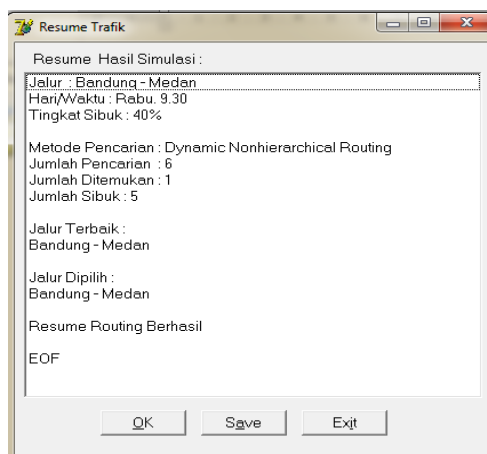 Resume Trafik
Resume Hasil Simulasi :
Jalur : Bandung - Medan
Hari/Waktu : Rabu. 9.30
Tingkat Sibuk : 40%
Metode Pencarian : Dynamic Nonhierarchical Routing
Jumlah Pencarian : 6
Jumlah Ditemukan : 1
Jumlah Sibuk : 5
Jalur Terbaik :
Bandung - Medan
Jalur Dipilih :
Bandung - Medan
Resume Routing Berhasil
EOF
OK Save Exit